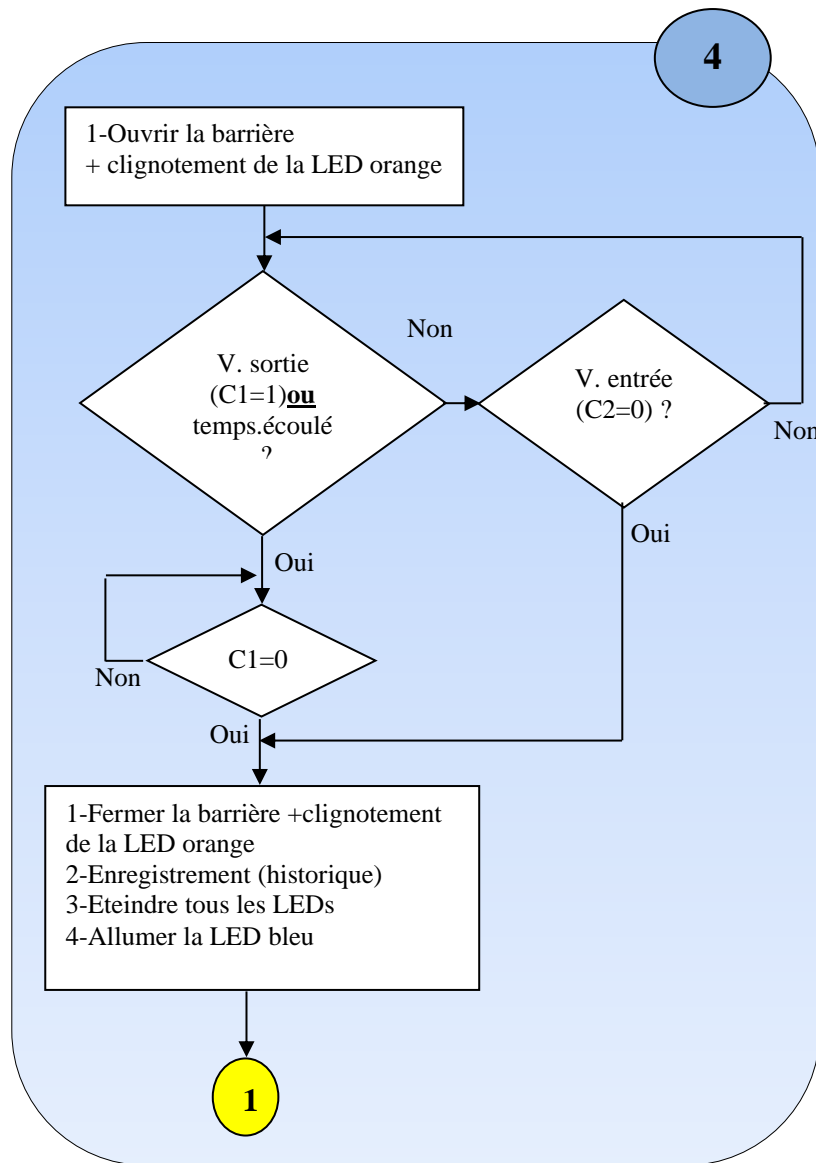 4
1-Ouvrir la barrière
+ clignotement de la LED orange
Non
V. sortie
(C1=1)ou
temps.écoulé
?
V. entrée
(C2=0) ?
Non
Oui
Oui
C1=0
Non
Oui
1-Fermer la barrière +clignotement
de la LED orange
2-Enregistrement (historique)
3-Eteindre tous les LEDs
4-Allumer la LED bleu
1